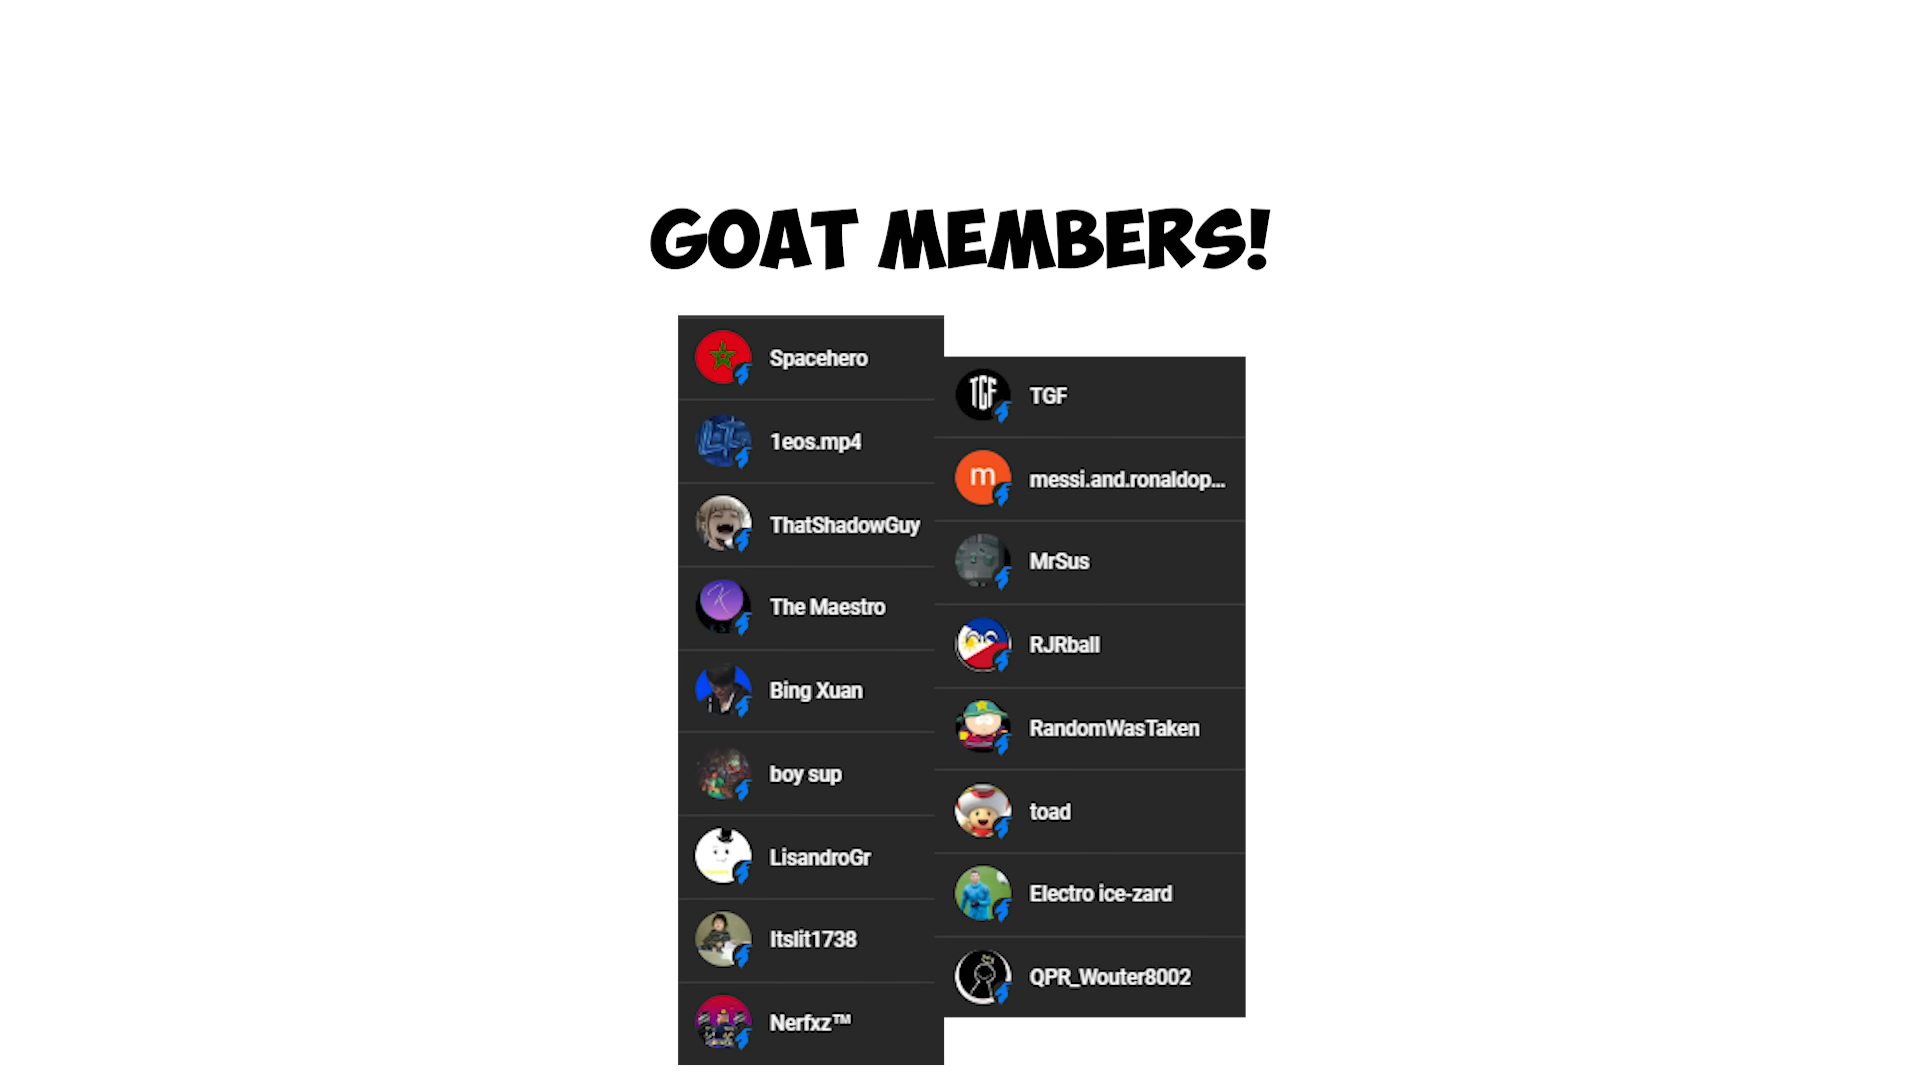 GOAT MEMBERS!
Spacehero
1eos.mp4
ThatShadowGuy
The Maestro
Bing Xuan
boy sup
LisandroGr
Itslit1738
Nerfxz™
TGF
TGF
m
messi.and.ronaldop...
MrSus
RJRball
RandomWasTaken
toad
Electro ice-zard
QPR_Wouter8002